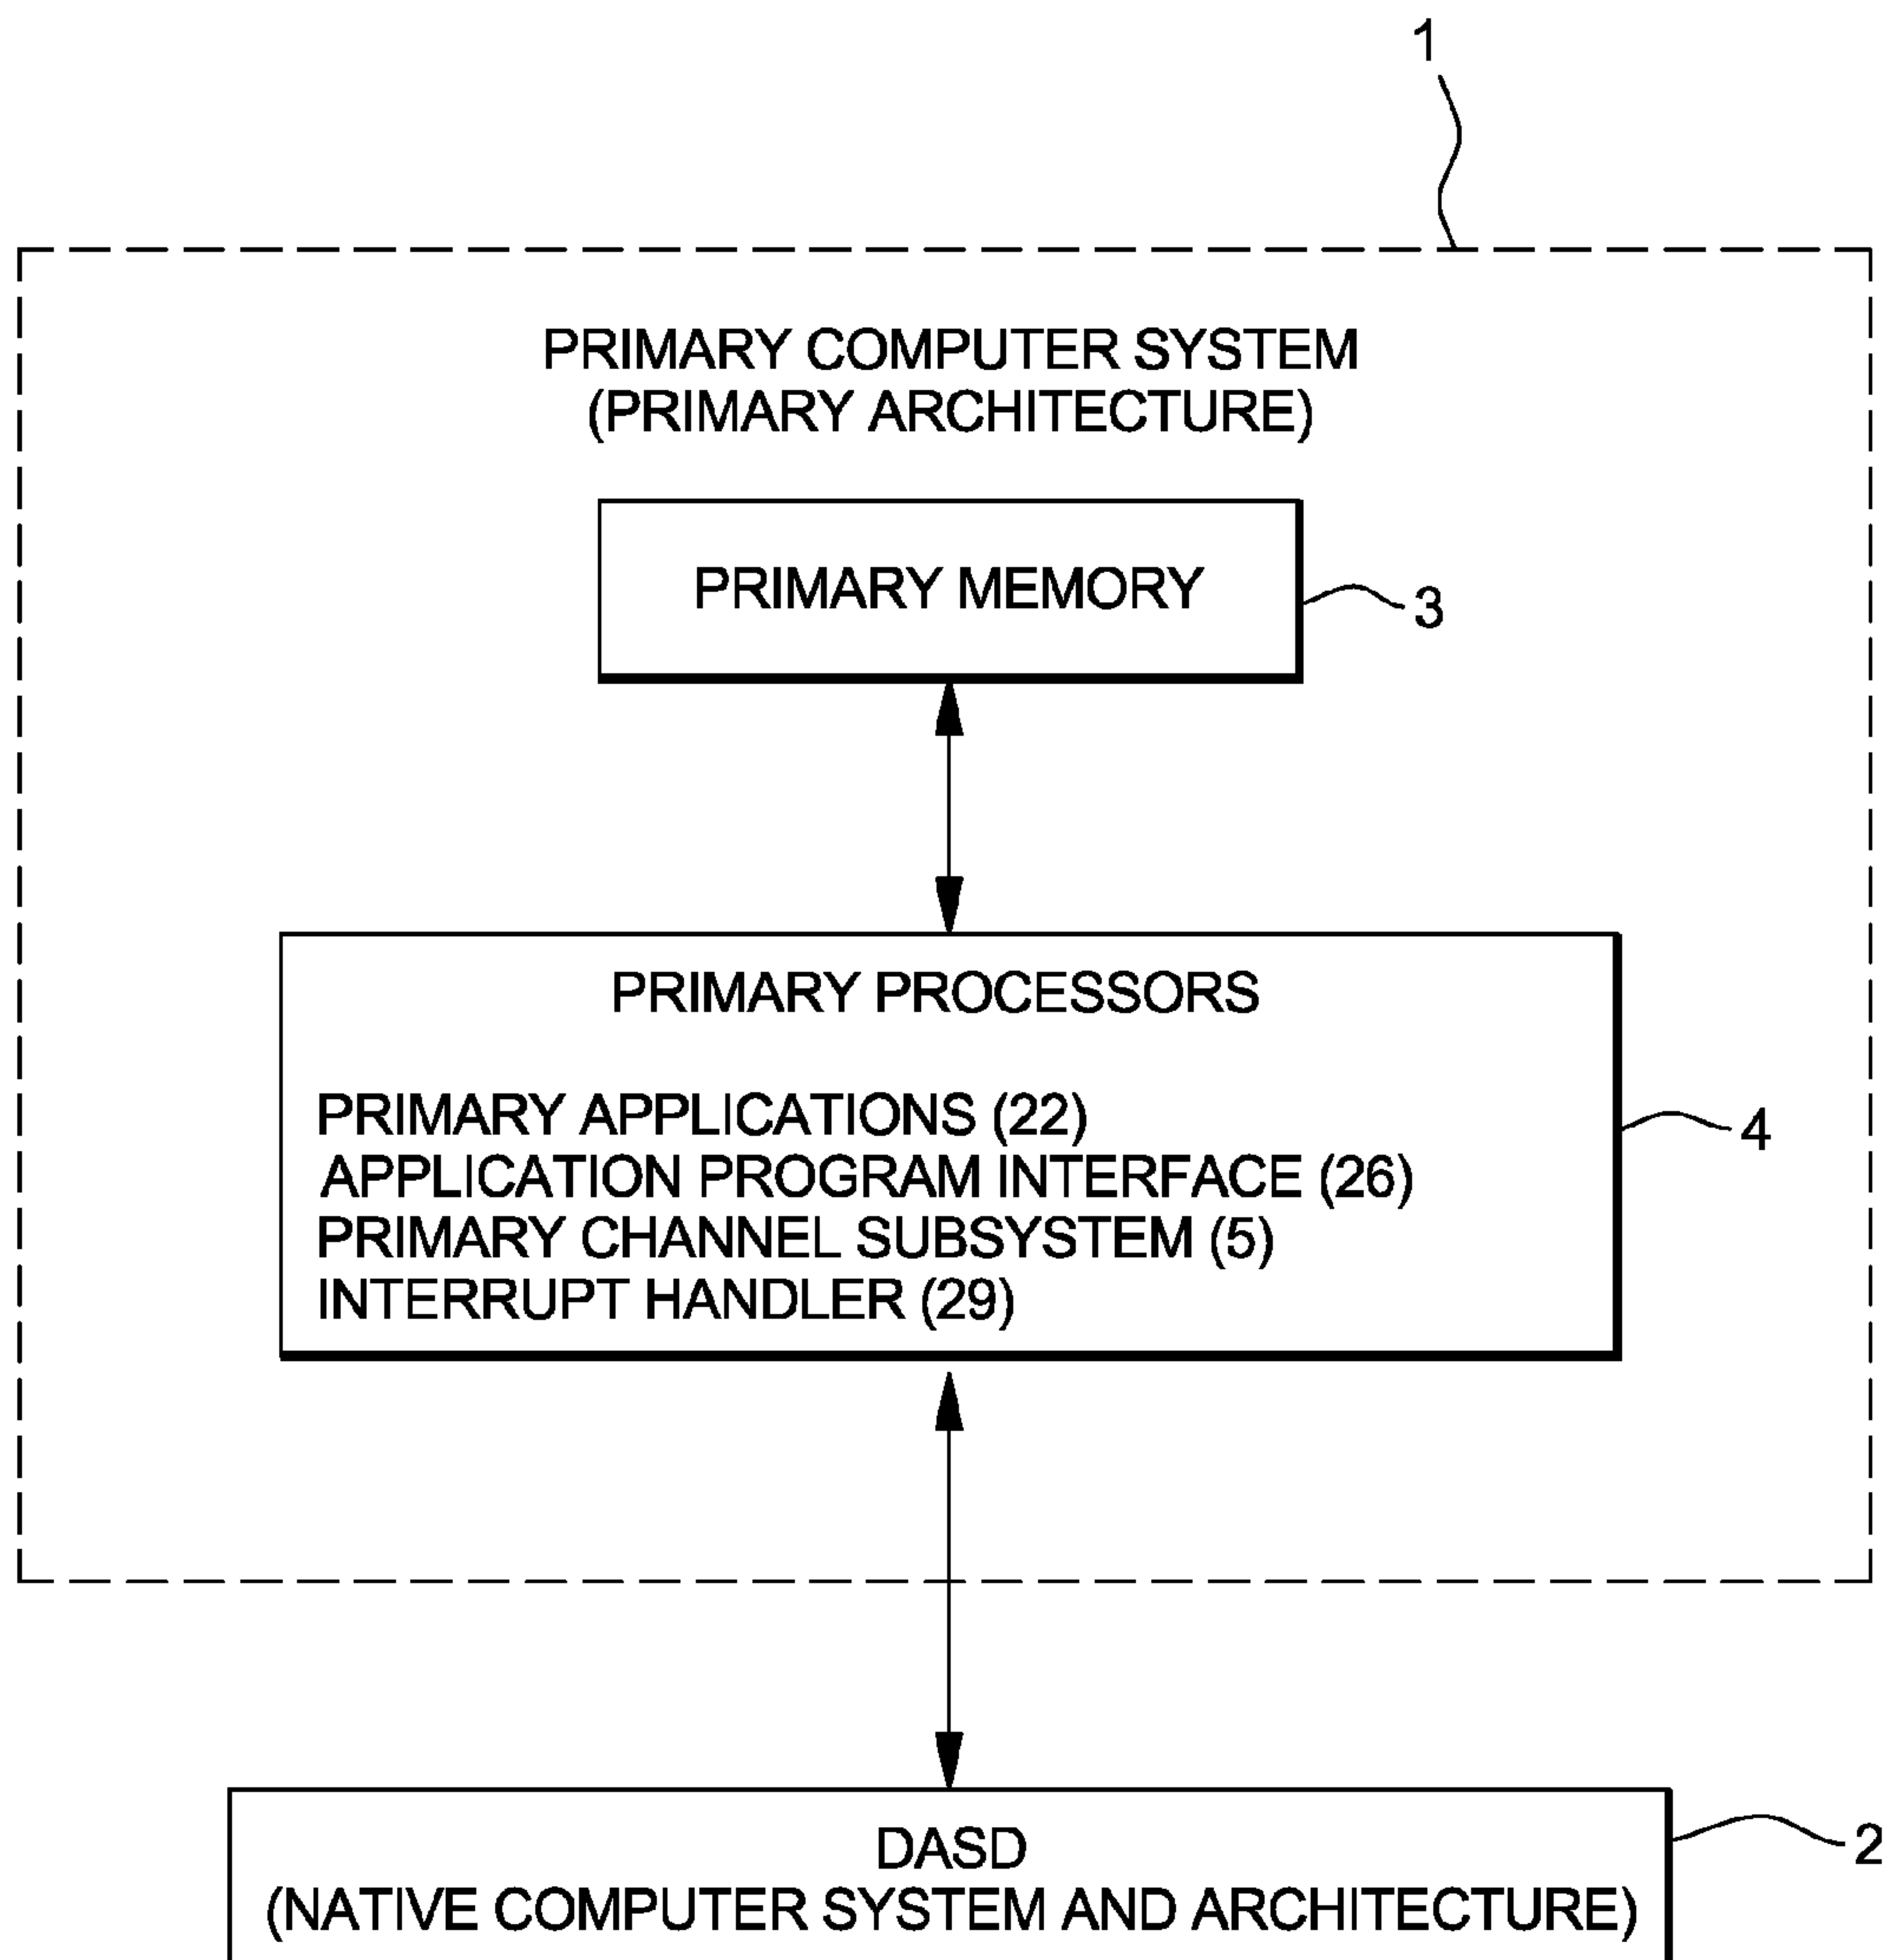 1
PRIMARY COMPUTER SYSTEM
(PRIMARY ARCHITECTURE)
PRIMARY MEMORY
3
PRIMARY PROCESSORS
PRIMARY APPLICATIONS (22)
APPLICATION PROGRAM INTERFACE (26)
PRIMARY CHANNEL SUBSYSTEM (5)
INTERRUPT HANDLER (29)
4
DASD
(NATIVE COMPUTER SYSTEM AND ARCHITECTURE)
2